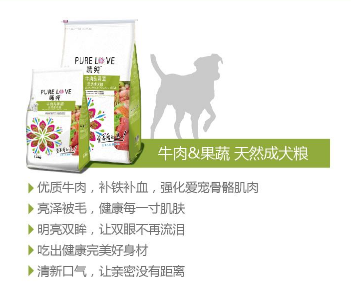 PURE L VE
PURE L VE
牛肉&果蔬 天然成犬粮
优质牛肉，补铁补血，强化爱宠骨骼肌肉
亮泽被毛，健康每一寸肌肤
明亮双眸，让双眼不再流泪
吃出健康完美好身材
清新口气，让亲密没有距离